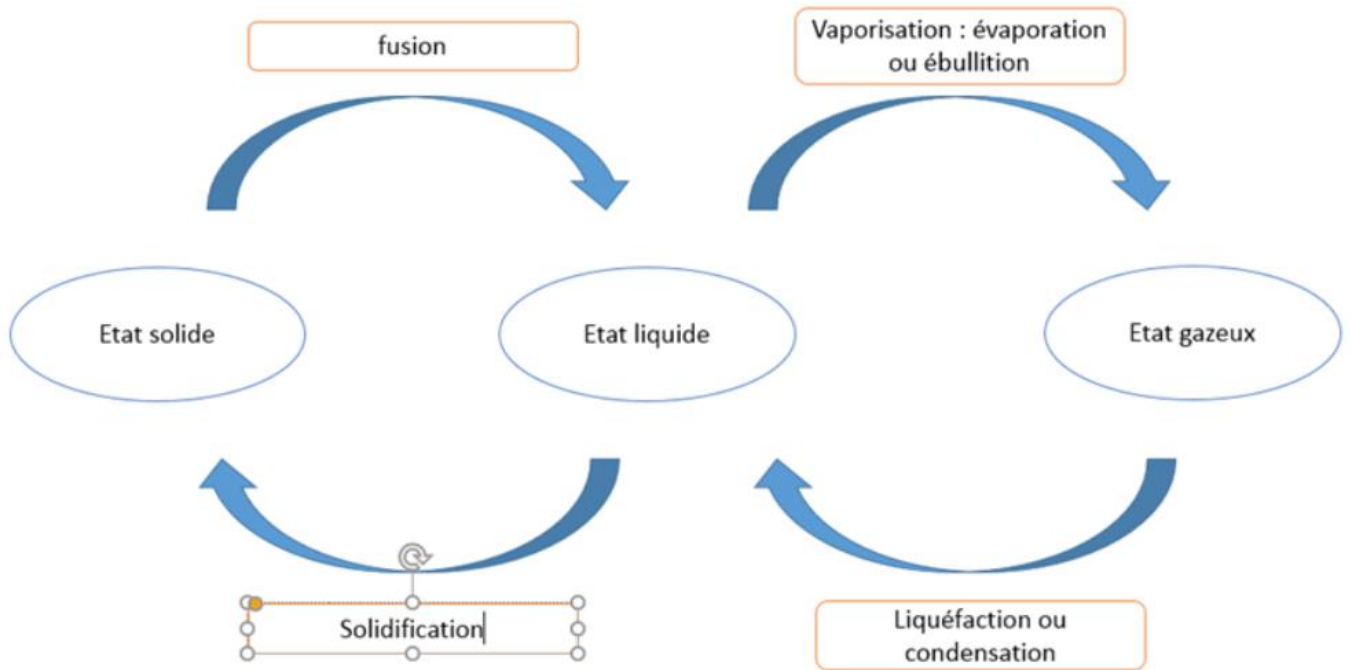 fusion
Vaporisation : évaporation
ou ébullition
Etat solide
Etat liquide
Etat gazeux
Solidification
Liquéfaction ou
condensation